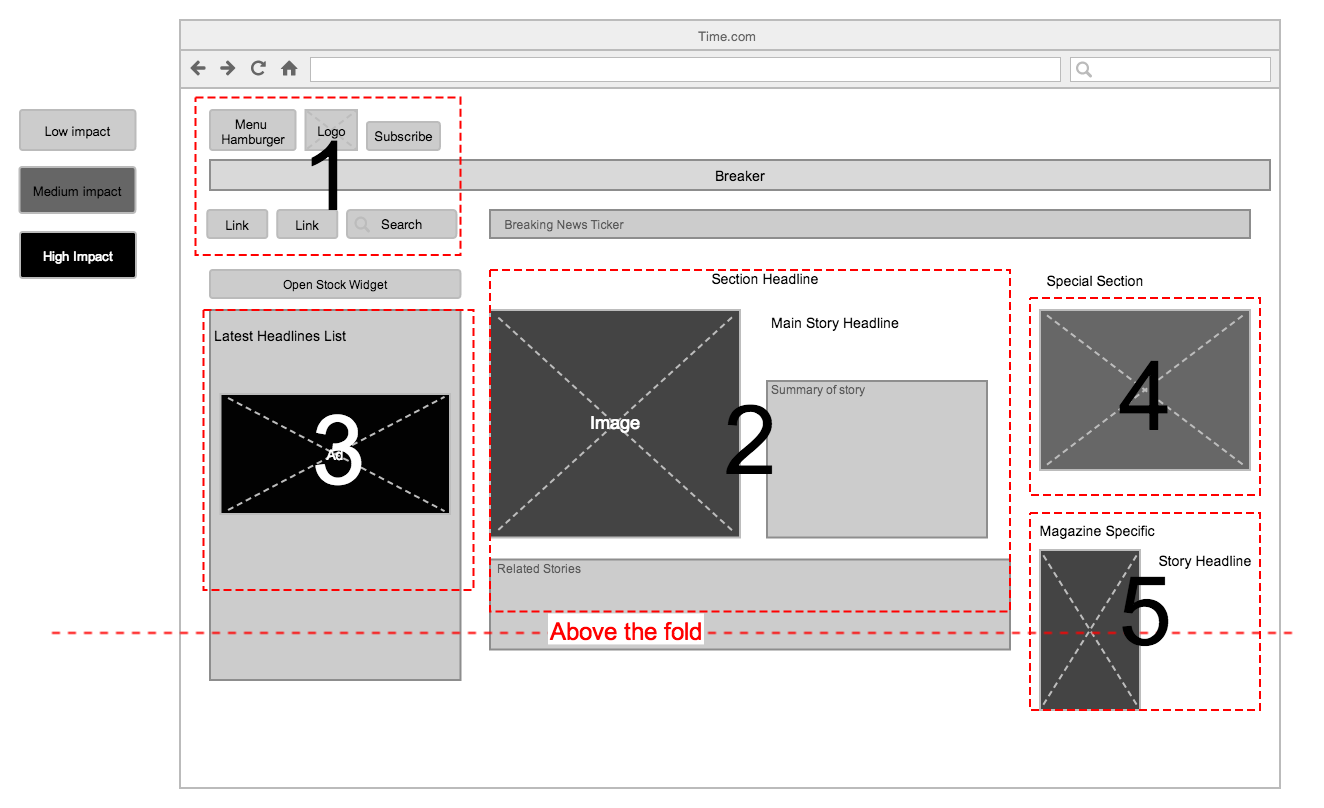 Time.com
Low impact
Medium impact
High Impact
Menu
Hamburger
Logo
Subscribe
1
Breaker
Link
Link
Search
Breaking News Ticker
Open Stock Widget
Latest Headlines List
3
Ad
Section Headline
Main Story Headline
Image
2
Summary of story
Related Stories
Special Section
4
Magazine Specific
Story Headline
5
Above the fold